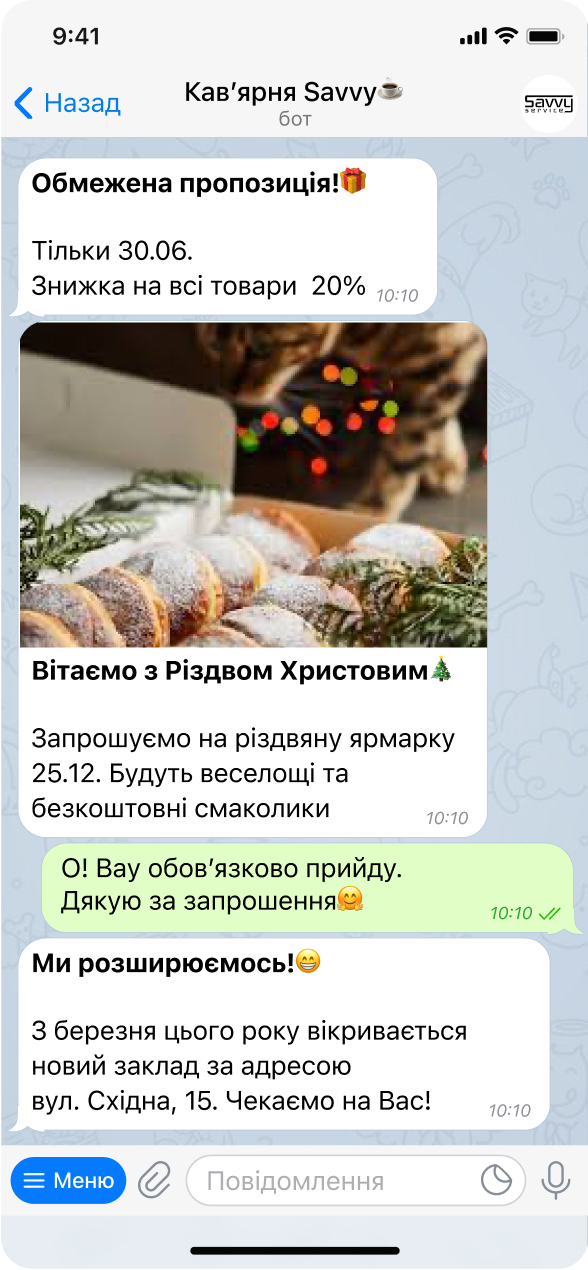 9:41
Назад
Кав’ярня Savvy☕
бот
Savvy
SERVICE
Обмежена пропозиція!🎁
Тільки 30.06.
Знижка на всі товари 20%
10:10
Вітаємо з Різдвом Христовим🎄
Запрошуємо на різдвяну ярмарку
25.12. Будуть веселощі та
безкоштовні смаколики
10:10
О! Вау обов’язково прийду.
Дякую за запрошення🤗
10:10
Ми розширюємось!😁
З березня цього року вікривається
новий заклад за адресою
вул. Східна, 15. Чекаємо на Вас!
10:10
Меню
Повідомлення